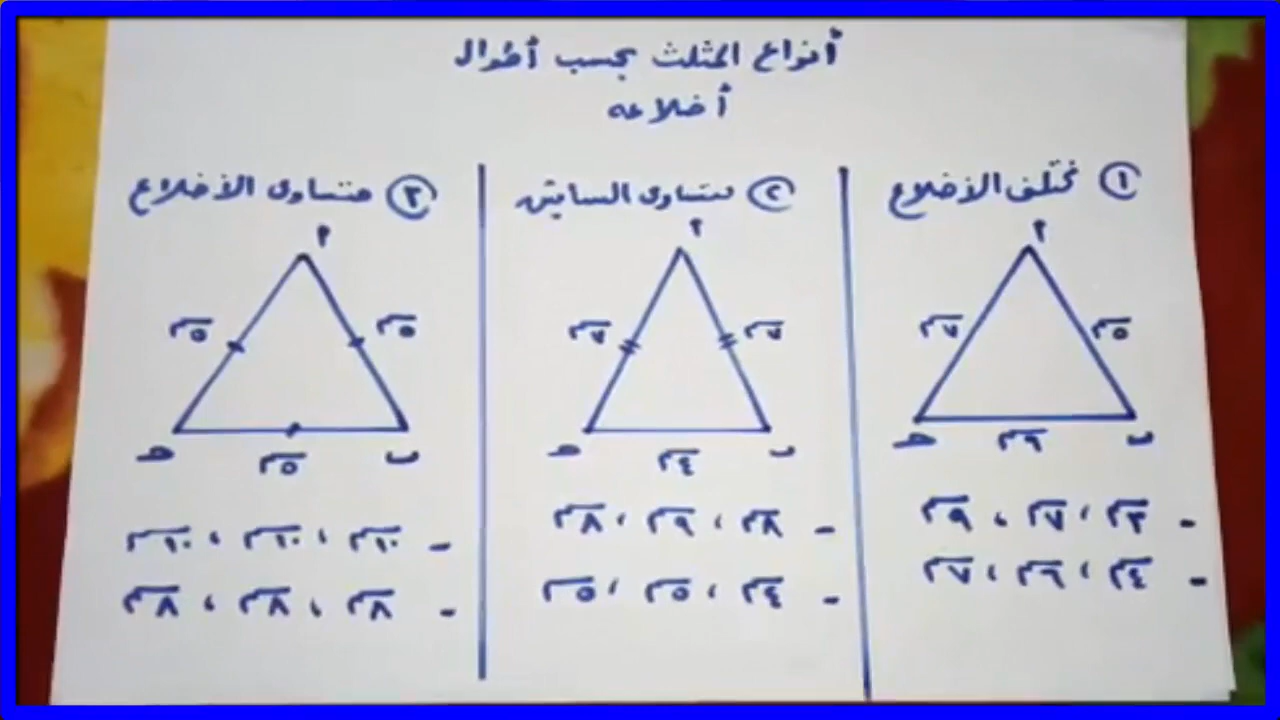 أنواع المثلث بحسب أطوال
أضلاعه
① مختلف الأضلاع
م
٧سم ٥سم
ح ب
٦سم
- ٣سم ، ٧سم ، ٩سم
- ٤سم ، ٦سم ، ٧سم
② متساوى الساقين
م
٧سم ٧سم
ح ب
٤سم
- ٨سم ، ٩سم ، ٨سم
- ٤سم ، ٥سم ، ٥سم
③ متساوى الأضلاع
م
٥سم ٥سم
ح ب
٥سم
- ١٠سم ، ١٠سم ، ١٠سم
- ٨سم ، ٨سم ، ٨سم